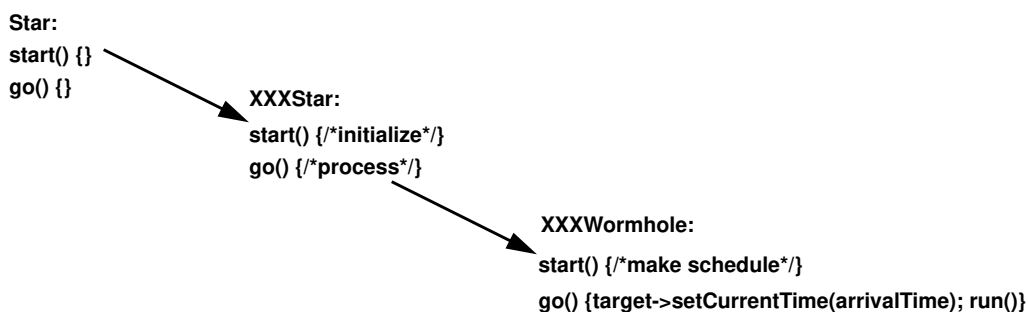 Star:
start() {}
go() {}
XXXStar:
start() {/*initialize*/}
go() {/*process*/}
XXXWormhole:
start() {/*make schedule*/}
go() {target->setCurrentTime(arrivalTime); run()}